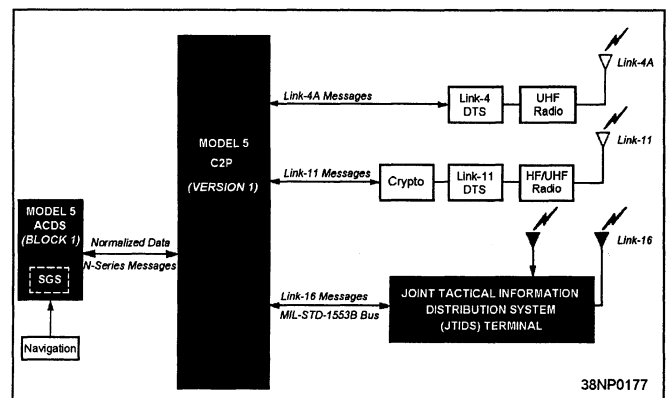 Link-4A Messages
Link-4
DTS
UHF
Radio
Link-4A
MODEL 5
C2P
(VERSION 1)
Link-11 Messages
Crypto
Link-11
DTS
HF/UHF
Radio
Link-11
MODEL 5
ACDS
(BLOCK 1)
SGS
Normalized Data
N-Series Messages
Navigation
Link-16 Messages
MIL-STD-1553B Bus
JOINT TACTICAL INFORMATION
DISTRIBUTION SYSTEM
(JTIDS) TERMINAL
Link-16
38NP0177